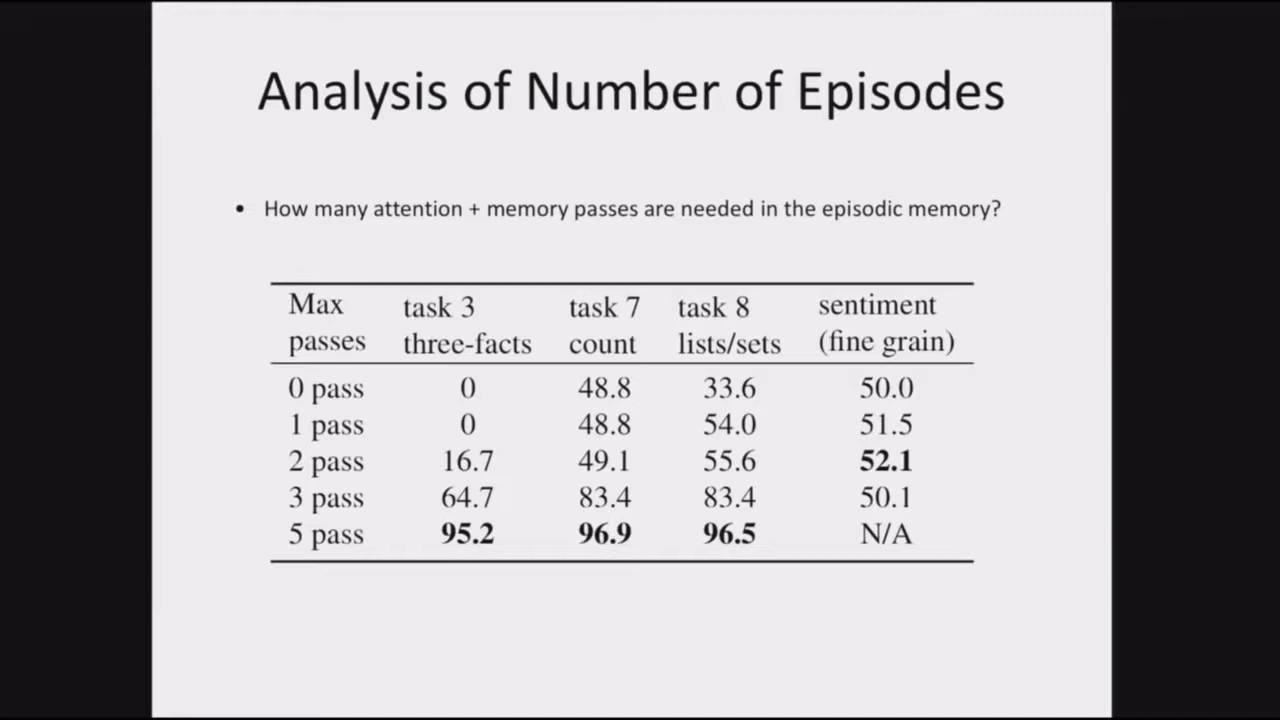 Analysis of Number of Episodes
• How many attention + memory passes are needed in the episodic memory?
Max passes task 3 three-facts task 7 count task 8 lists/sets sentiment (fine grain)
0 pass 0 48.8 33.6 50.0
1 pass 0 48.8 54.0 51.5
2 pass 16.7 49.1 55.6 52.1
3 pass 64.7 83.4 83.4 50.1
5 pass 95.2 96.9 96.5 N/A